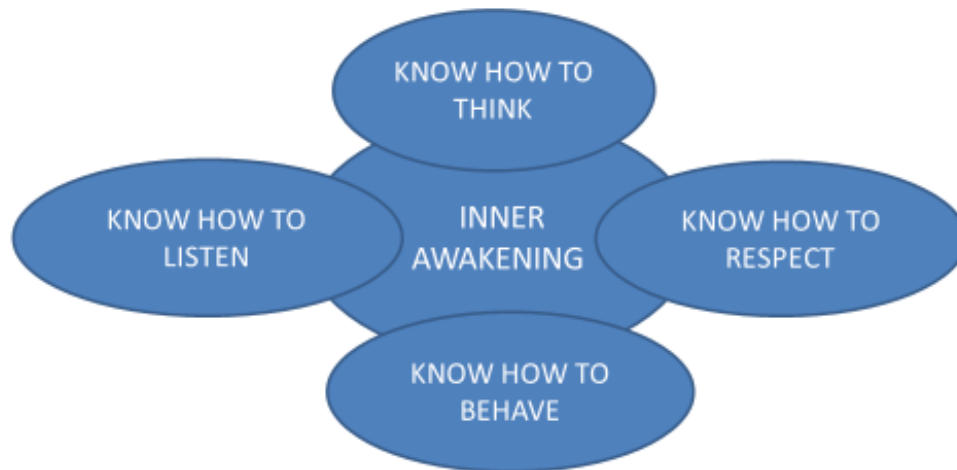 KNOW HOW TO
THINK
KNOW HOW TO
LISTEN
INNER
AWAKENING
KNOW HOW TO
RESPECT
KNOW HOW TO
BEHAVE